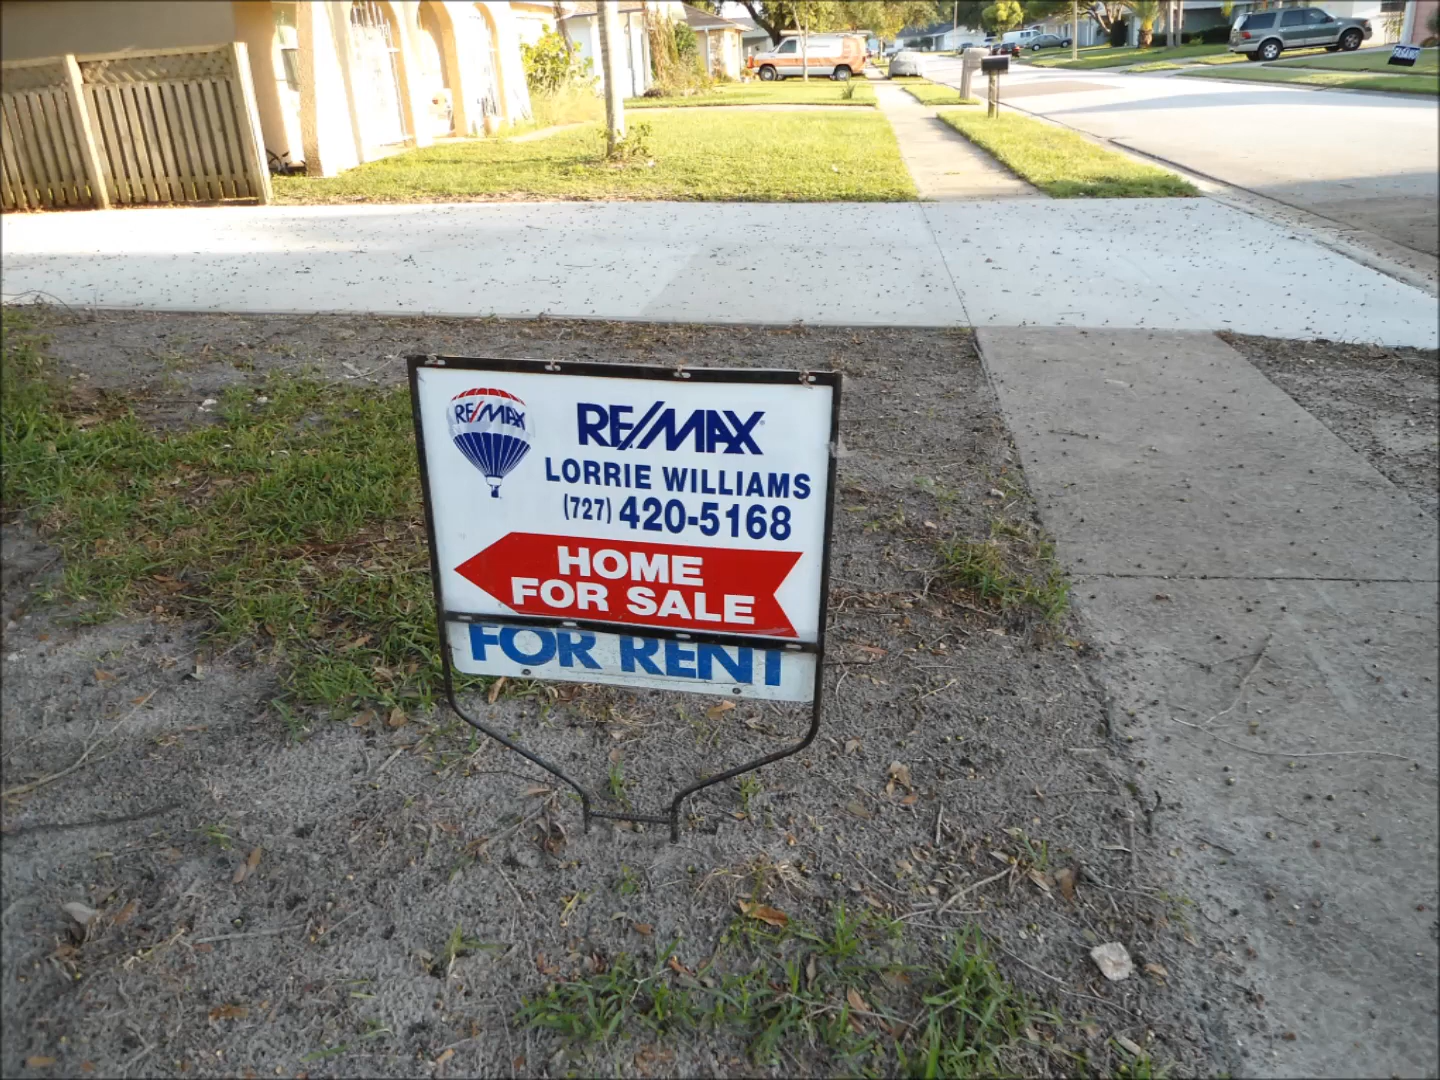 RE/MAX
RE/MAX
LORRIE WILLIAMS
(727) 420-5168
HOME
FOR SALE
FOR RENT